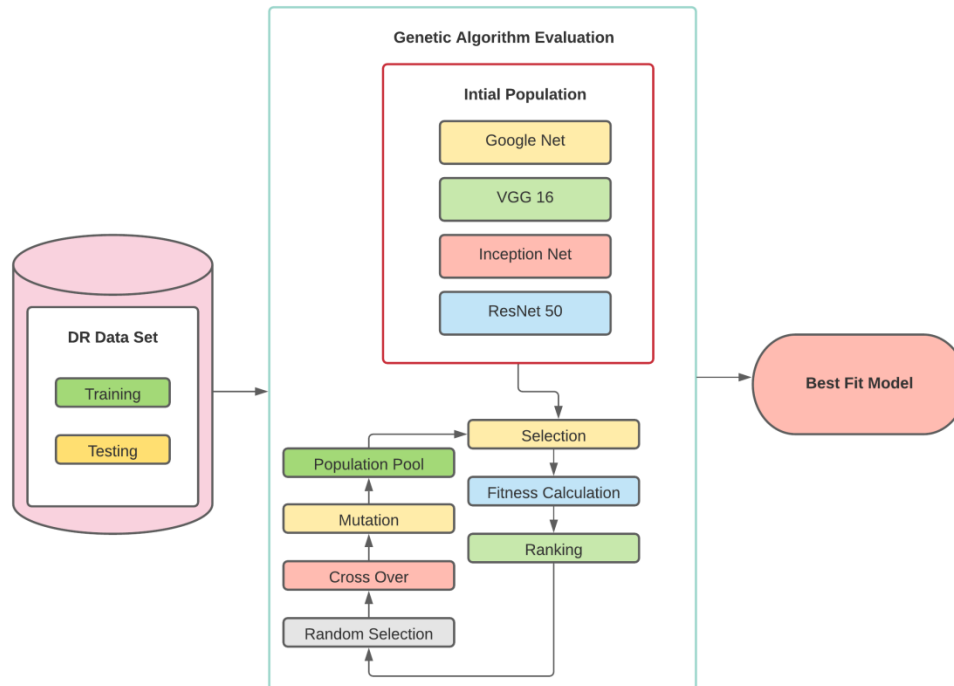 Genetic Algorithm Evaluation
Intial Population
Google Net
VGG 16
Inception Net
ResNet 50
DR Data Set
Training
Testing
Best Fit Model
Selection
Fitness Calculation
Ranking
Population Pool
Mutation
Cross Over
Random Selection